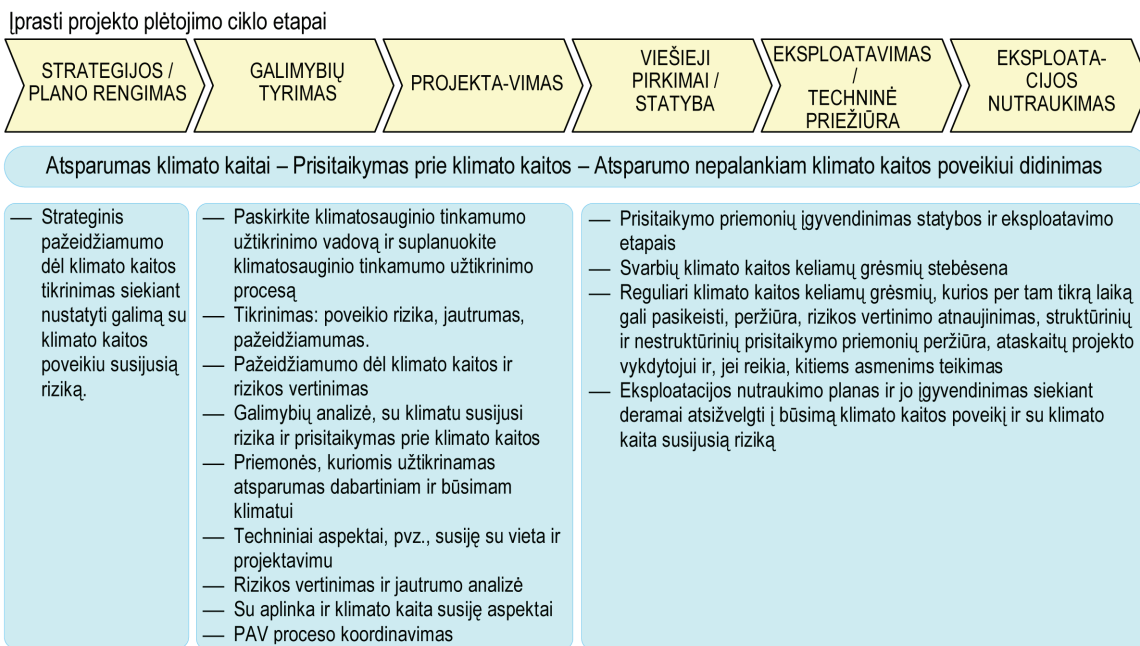 Įprasti projekto plėtojimo ciklo etapai
STRATEGIJOS /
PLANO RENGIMAS
GALIMYBIŲ
TYRIMAS
PROJEKTA-VIMAS
VIEŠIEJI
PIRKIMAI /
STATYBA
EKSPLOATAVIMAS
/
TECHNINĖ
PRIEŽIŪRA
EKSPLOATA-
CIJOS
NUTRAUKIMAS
Atsparumas klimato kaitai – Prisitaikymas prie klimato kaitos – Atsparumo nepalankiam klimato kaitos poveikiui didinimas
— Strateginis
pažeidžiamumo
dėl klimato kaitos
tikrinimas siekiant
nustatyti galimą su
klimato kaitos
poveikiu susijusią
riziką.
— Paskirkite klimatosauginio tinkamumo
užtikrinimo vadovą ir suplanuokite
klimatosauginio tinkamumo užtikrinimo
procesą
— Tikrinimas: poveikio rizika, jautrumas,
pažeidžiamumas.
— Pažeidžiamumo dėl klimato kaitos ir
rizikos vertinimas
— Galimybių analizė, su klimatu susijusi
rizika ir prisitaikymas prie klimato kaitos
— Priemonės, kuriomis užtikrinamas
atsparumas dabartiniam ir būsimam
klimatui
— Techniniai aspektai, pvz., susiję su vieta ir
projektavimu
— Rizikos vertinimas ir jautrumo analizė
— Su aplinka ir klimato kaita susiję aspektai
— PAV proceso koordinavimas
— Prisitaikymo priemonių įgyvendinimas statybos ir eksploatavimo
etapais
— Svarbių klimato kaitos keliamų grėsmių stebėsena
— Reguliari klimato kaitos keliamų grėsmių, kurios per tam tikrą laiką
gali pasikeisti, peržiūra, rizikos vertinimo atnaujinimas, struktūrinių
ir nestruktūrinių prisitaikymo priemonių peržiūra, ataskaitų projekto
vykdytojui ir, jei reikia, kitiems asmenims teikimas
— Eksploatacijos nutraukimo planas ir jo įgyvendinimas siekiant
deramai atsižvelgti į būsimą klimato kaitos poveikį ir su klimato
kaita susijusią riziką